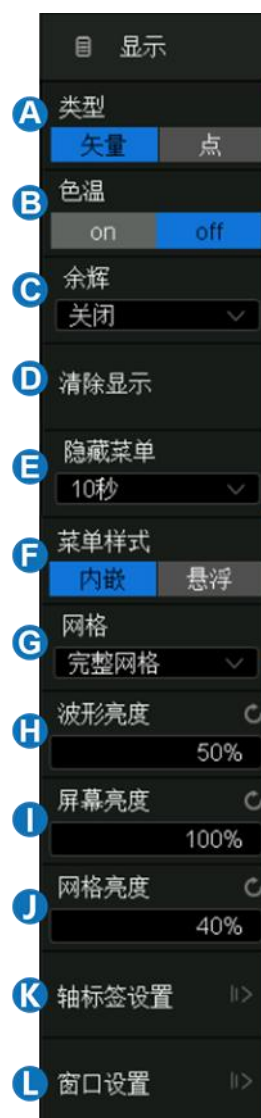 显示
A 类型
矢量 点
B 色温
on off
C 余辉
关闭
D 清除显示
E 隐藏菜单
10秒
F 菜单样式
内嵌 悬浮
G 网格
完整网格
H 波形亮度
50%
I 屏幕亮度
100%
J 网格亮度
40%
K 轴标签设置
L 窗口设置